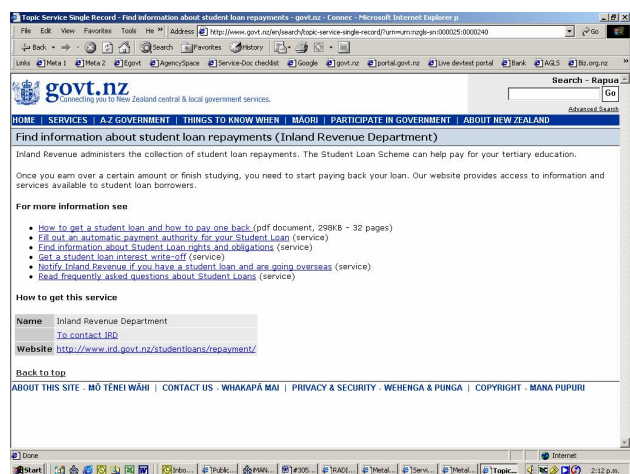 Topic Service Single Record - Find information about student loan repayments - govt.nz - Connec - Microsoft Internet Explorer p
File Edit View Favorites Tools He » Address http://www.govt.nz/en/search/topic-service-single-record/?urn=urn:nzgls-sn:000025:0000240 Go
Back Search Favorites History
Links Meta 1 Meta 2 Egovt AgencySpace Service-Doc checklist Google govt.nz portal.govt.nz Live devtest portal Bank AGLS Biz.org.nz »
Search - Rapua
govt.nz
Go
Connecting you to New Zealand central & local government services.
Advanced Search
HOME | SERVICES | A-Z GOVERNMENT | THINGS TO KNOW WHEN | MĀORI | PARTICIPATE IN GOVERNMENT | ABOUT NEW ZEALAND
Find information about student loan repayments (Inland Revenue Department)
Inland Revenue administers the collection of student loan repayments. The Student Loan Scheme can help pay for your tertiary education.
Once you earn over a certain amount or finish studying, you need to start paying back your loan. Our website provides access to information and
services available to student loan borrowers.
For more information see
How to get a student loan and how to pay one back (pdf document, 298KB - 32 pages)
Fill out an automatic payment authority for your Student Loan (service)
Find information about Student Loan rights and obligations (service)
Get a student loan interest write-off (service)
Notify Inland Revenue if you have a student loan and are going overseas (service)
Read frequently asked questions about Student Loans (service)
How to get this service
Name Inland Revenue Department
To contact IRD
Website http://www.ird.govt.nz/studentloans/repayment/
Back to top
ABOUT THIS SITE - MŌ TĒNEI WĀHI | CONTACT US - WHAKAPĀ MAI | PRIVACY & SECURITY - WEHENGA & PUNGA | COPYRIGHT - MANA PUPURI
Done Internet
Start Inbo... Public... iMAN... #305... RADI... Metal... Servi... Metal... Topic... 2:12 p.m.